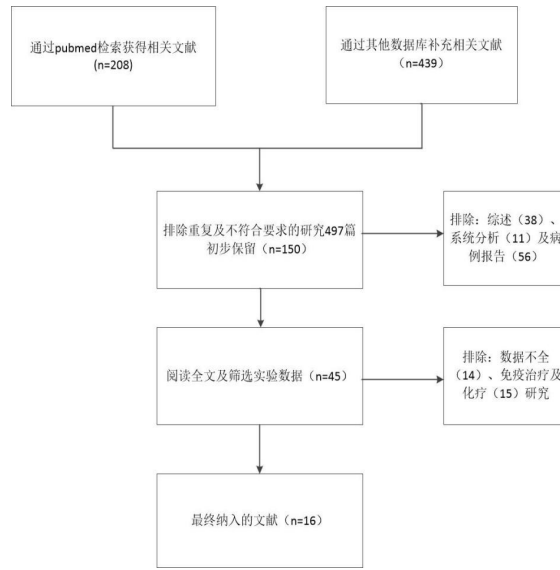 通过pubmed检索获得相关文献
(n=208)
通过其他数据库补充相关文献
（n=439）
排除重复及不符合要求的研究497篇
初步保留（n=150）
排除：综述（38）、
系统分析（11）及病
例报告（56）
阅读全文及筛选实验数据（n=45）
排除：数据不全
（14）、免疫治疗及
化疗（15）研究
最终纳入的文献（n=16）